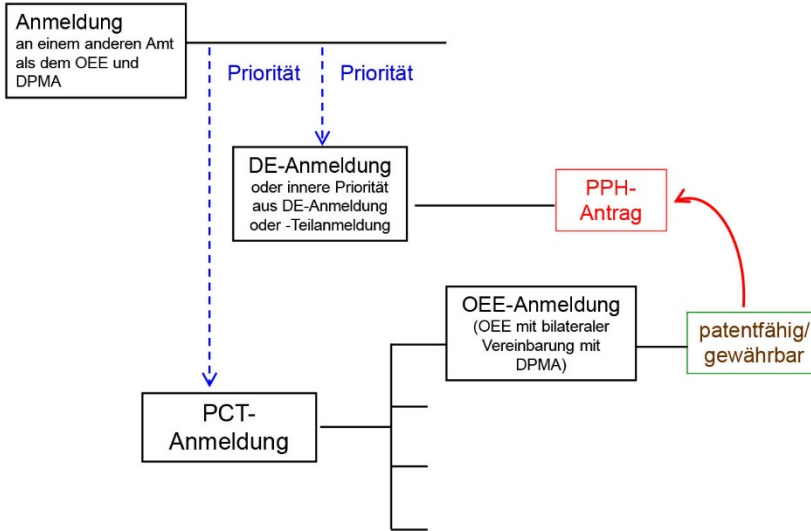 Anmeldung
an einem anderen Amt
als dem OEE und
DPMA
Priorität
Priorität
DE-Anmeldung
oder innere Priorität
aus DE-Anmeldung
oder -Teilanmeldung
PPH-
Antrag
OEE-Anmeldung
(OEE mit bilateraler
Vereinbarung mit
DPMA)
patentfähig/
gewährbar
PCT-
Anmeldung